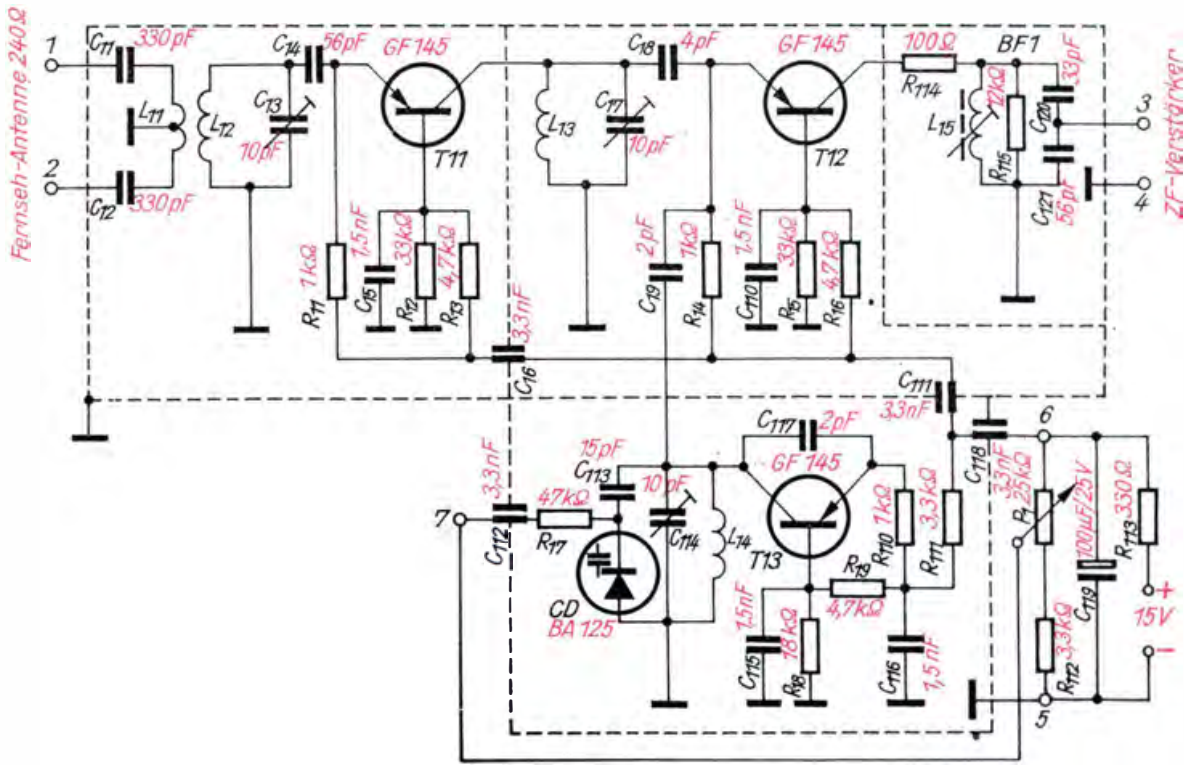 Fernseh-Antenne 240Ω
1
2
C11
330pF
C12
330pF
L11
L12
C13
10pF
C14
56pF
GF 145
T11
R11
1kΩ
C15
1,5nF
R12
33kΩ
R13
4,7kΩ
C16
3,3nF
L13
C17
10pF
C18
4pF
GF 145
T12
C19
2pF
R14
1kΩ
C110
1,5nF
R15
33kΩ
R16
4,7kΩ
100Ω
R114
BF1
L15
12kΩ
R115
33pF
C120
C121
56pF
3
4
ZF-Verstärker
C111
3,3nF
C118
3,3nF
6
P1
25kΩ
100µF/25V
C119
330Ω
R113
+
15V
−
3,3kΩ
R112
5
7
3,3nF
C112
47kΩ
R17
15pF
C113
CD
BA 125
10pF
C114
L14
C117
2pF
GF 145
T13
R110
1kΩ
R111
3,3kΩ
R19
4,7kΩ
1,5nF
C115
18kΩ
R18
C116
1,5nF